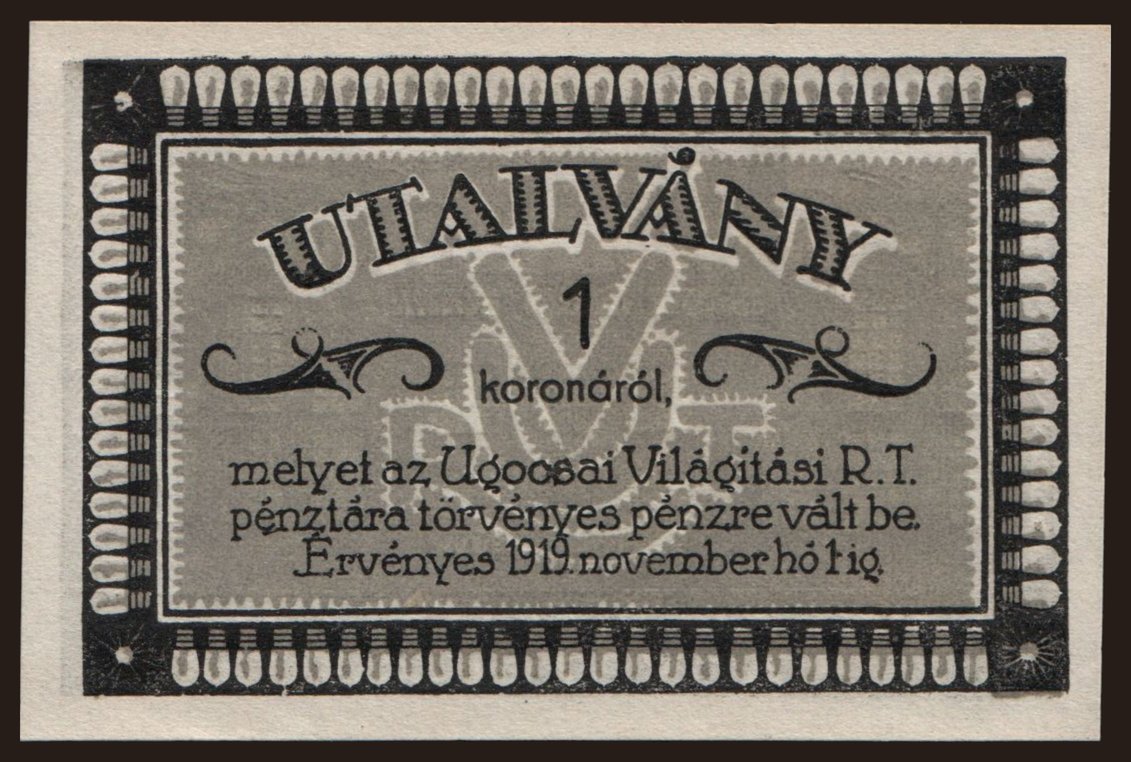 UTALVÁNY
1
koronáról,
melyet az Ugocsai Világitási R.T.
pénztára törvényes pénzre vált be.
Érvényes 1919. november hó 1 ig.
U V
R T